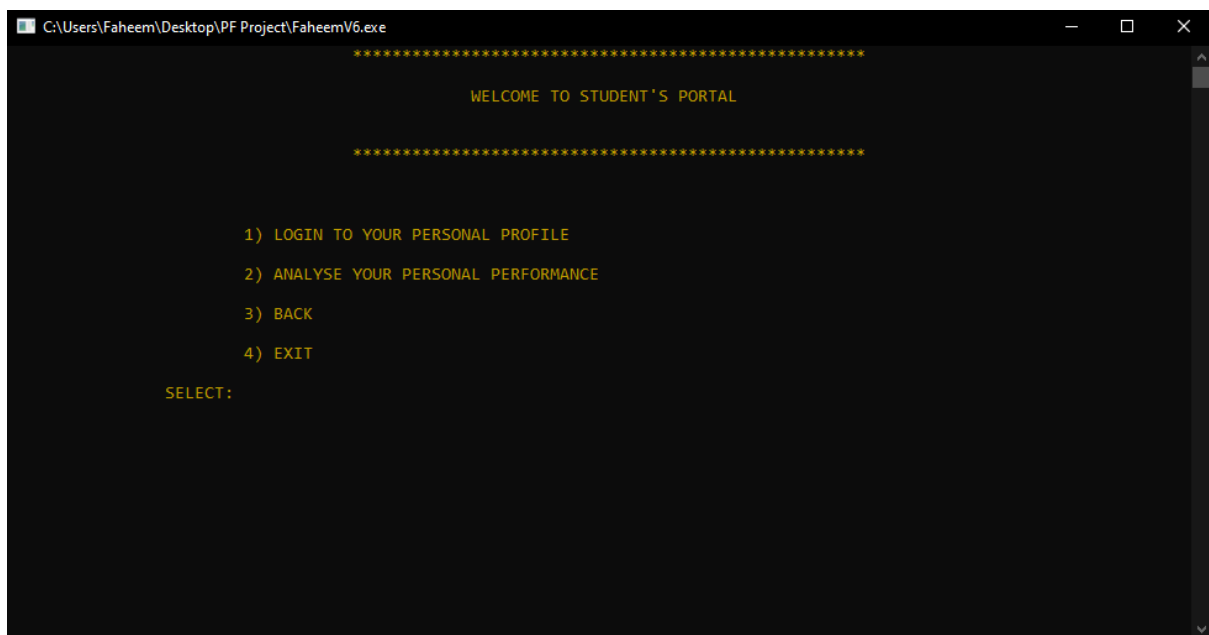 C:\Users\Faheem\Desktop\PF Project\FaheemV6.exe
****************************************************
WELCOME TO STUDENT'S PORTAL
****************************************************
1) LOGIN TO YOUR PERSONAL PROFILE
2) ANALYSE YOUR PERSONAL PERFORMANCE
3) BACK
4) EXIT
SELECT: